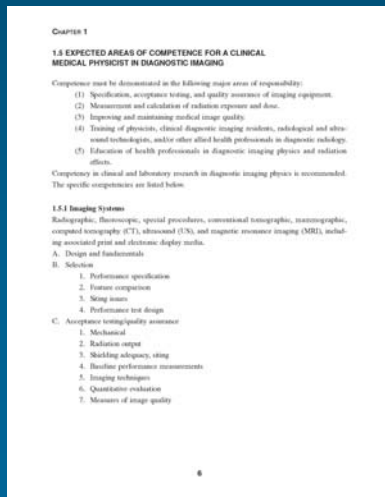 CHAPTER 1
1.5 EXPECTED AREAS OF COMPETENCE FOR A CLINICAL
MEDICAL PHYSICIST IN DIAGNOSTIC IMAGING
Competence must be demonstrated in the following major areas of responsibility:
(1) Specification, acceptance testing, and quality assurance of imaging equipment.
(2) Measurement and calculation of radiation exposure and dose.
(3) Improving and maintaining medical image quality.
(4) Training of physicists, clinical diagnostic imaging residents, radiological and ultra-
sound technologists, and/or other allied health professionals in diagnostic radiology.
(5) Education of health professionals in diagnostic imaging physics and radiation
effects.
Competency in clinical and laboratory research in diagnostic imaging physics is recommended.
The specific competencies are listed below.
1.5.1 Imaging Systems
Radiographic, fluoroscopic, special procedures, conventional tomographic, mammographic,
computed tomography (CT), ultrasound (US), and magnetic resonance imaging (MRI), includ-
ing associated print and electronic display media.
A. Design and fundamentals
B. Selection
1. Performance specification
2. Feature comparison
3. Siting issues
4. Performance test design
C. Acceptance testing/quality assurance
1. Mechanical
2. Radiation output
3. Shielding adequacy, siting
4. Baseline performance measurements
5. Imaging techniques
6. Quantitative evaluation
7. Measures of image quality
6